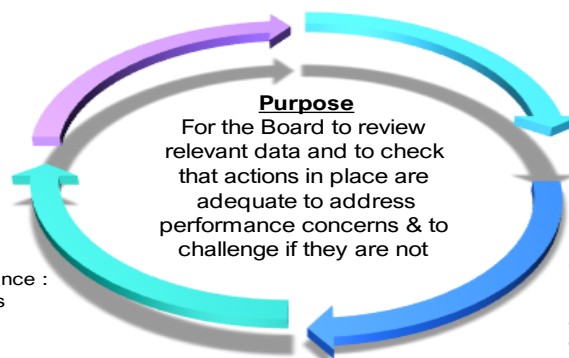 Purpose
For the Board to review
relevant data and to check
that actions in place are
adequate to address
performance concerns & to
challenge if they are not
nce :
s